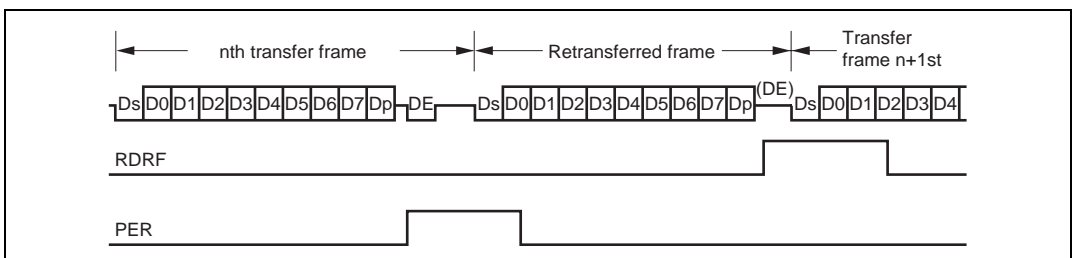 nth transfer frame Retransferred frame Transfer
frame n+1st
Ds D0 D1 D2 D3 D4 D5 D6 D7 Dp DE Ds D0 D1 D2 D3 D4 D5 D6 D7 Dp (DE) Ds D0 D1 D2 D3 D4
RDRF
PER